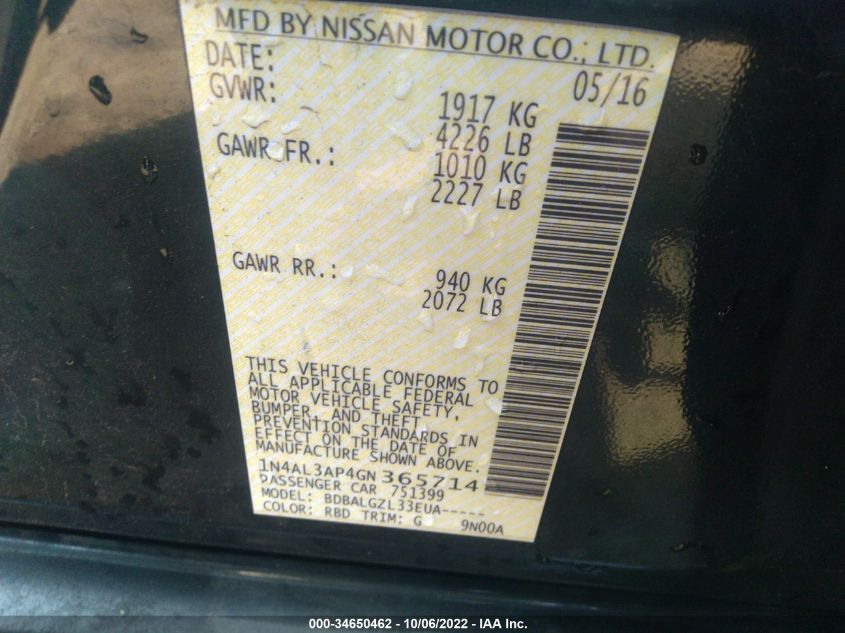 MFD BY NISSAN MOTOR CO., LTD.
DATE: 05/16
GVWR: 1917 KG
4226 LB
GAWR FR.: 1010 KG
2227 LB
GAWR RR.: 940 KG
2072 LB
THIS VEHICLE CONFORMS TO
ALL APPLICABLE FEDERAL
MOTOR VEHICLE SAFETY,
BUMPER, AND THEFT
PREVENTION STANDARDS IN
EFFECT ON THE DATE OF
MANUFACTURE SHOWN ABOVE.
1N4AL3AP4GN365714
PASSENGER CAR 751399
MODEL: BDBALGZL33EUA-----
COLOR: RBD TRIM: G 9N00A
000-34650462 - 10/06/2022 - IAA Inc.